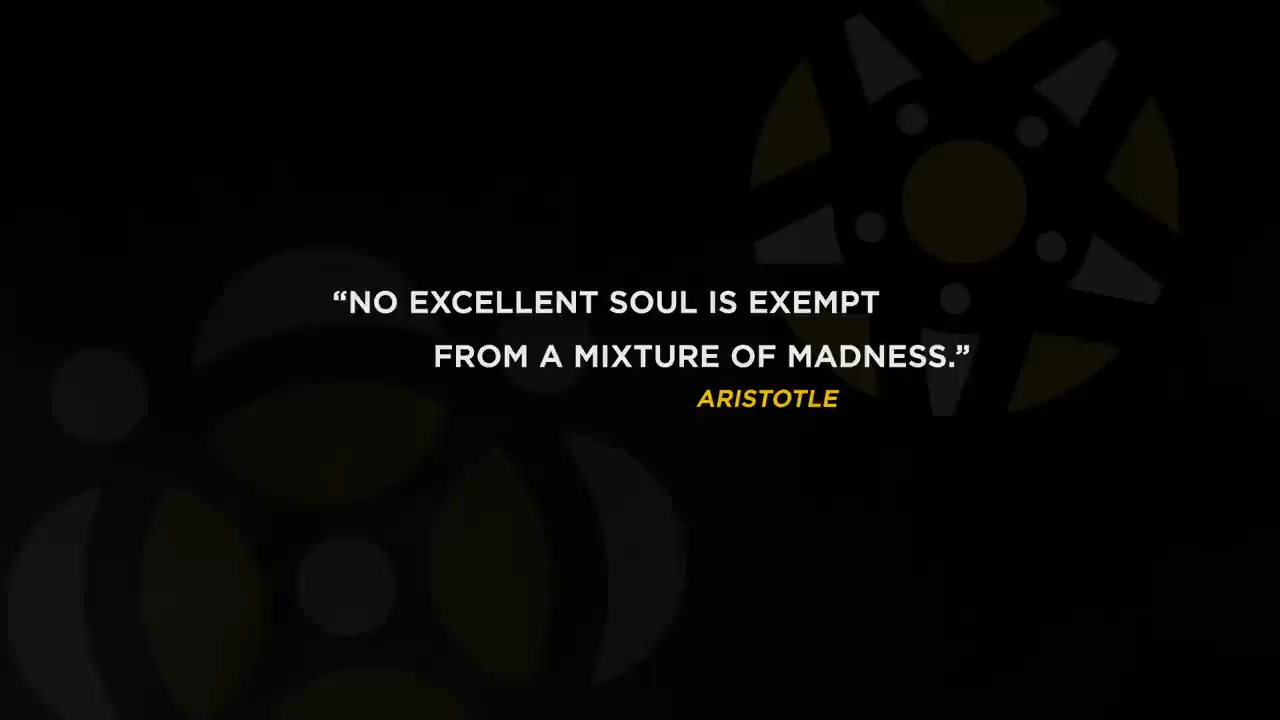 “NO EXCELLENT SOUL IS EXEMPT
FROM A MIXTURE OF MADNESS.”
ARISTOTLE